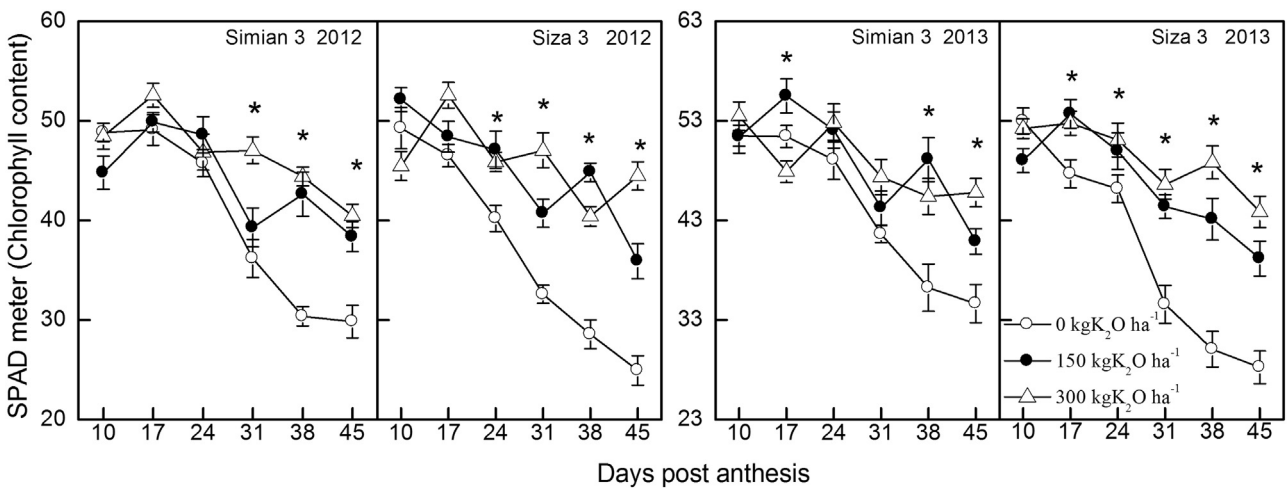 SPAD meter (Chlorophyll content)
60
50
40
30
20
Simian 3 2012
*
*
*
10 17 24 31 38 45
Siza 3 2012
*
*
*
*
10 17 24 31 38 45
63
53
43
33
23
Simian 3 2013
*
*
*
10 17 24 31 38 45
Siza 3 2013
*
*
*
*
*
0 kgK₂O ha⁻¹
150 kgK₂O ha⁻¹
300 kgK₂O ha⁻¹
10 17 24 31 38 45
Days post anthesis